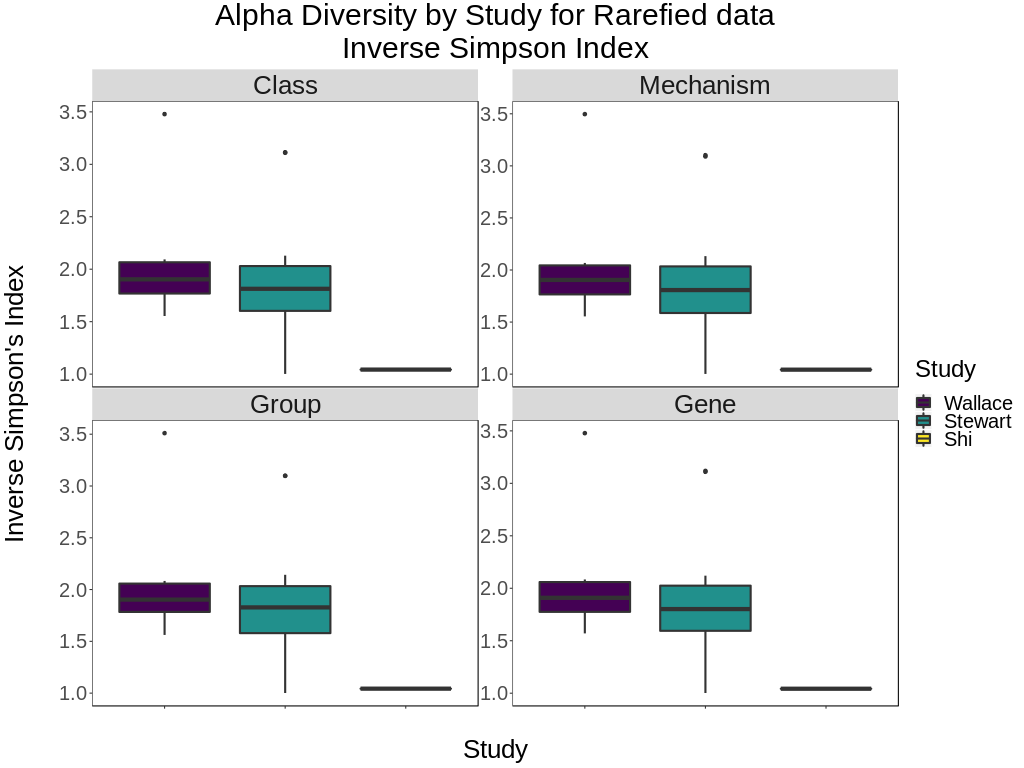 Alpha Diversity by Study for Rarefied data
Inverse Simpson Index
Class
Mechanism
3.5
3.0
2.5
2.0
1.5
1.0
3.5
3.0
2.5
2.0
1.5
1.0
Group
Gene
3.5
3.0
2.5
2.0
1.5
1.0
3.5
3.0
2.5
2.0
1.5
1.0
Inverse Simpson's Index
Study
Study
Wallace
Stewart
Shi